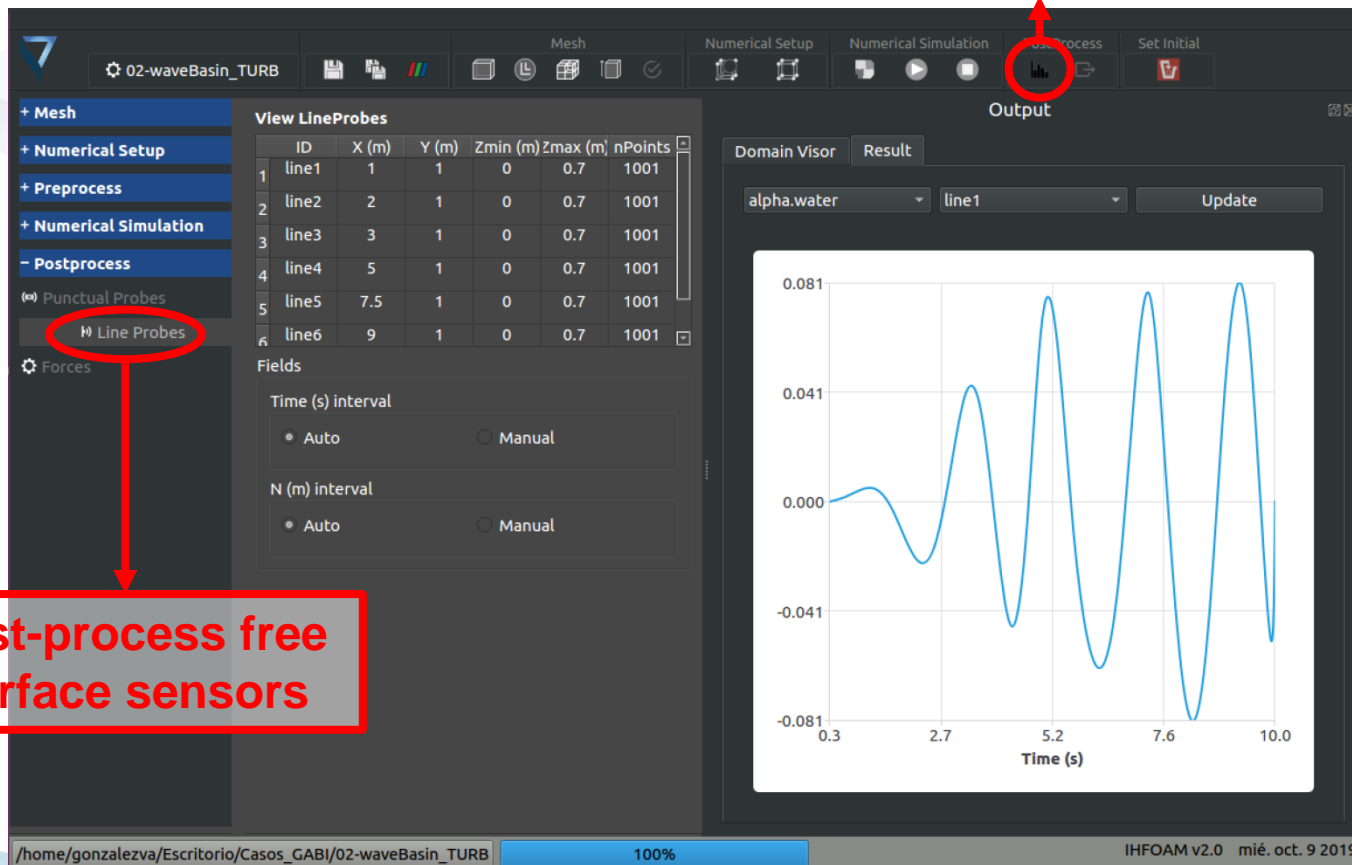 Mesh
Numerical Setup
Numerical Simulation
PostProcess
Set Initial
02-waveBasin_TURB
+ Mesh
+ Numerical Setup
+ Preprocess
+ Numerical Simulation
− Postprocess
Punctual Probes
Line Probes
Forces
View LineProbes
ID X (m) Y (m) Zmin (m) Zmax (m) nPoints
1 line1 1 1 0 0.7 1001
2 line2 2 1 0 0.7 1001
3 line3 3 1 0 0.7 1001
4 line4 5 1 0 0.7 1001
5 line5 7.5 1 0 0.7 1001
6 line6 9 1 0 0.7 1001
Fields
Time (s) interval
Auto Manual
N (m) interval
Auto Manual
st-process free
rface sensors
Output
Domain Visor Result
alpha.water line1 Update
0.081
0.041
0.000
-0.041
-0.081
0.3 2.7 5.2 7.6 10.0
Time (s)
/home/gonzalezva/Escritorio/Casos_GABI/02-waveBasin_TURB
100%
IHFOAM v2.0 mié. oct. 9 2019